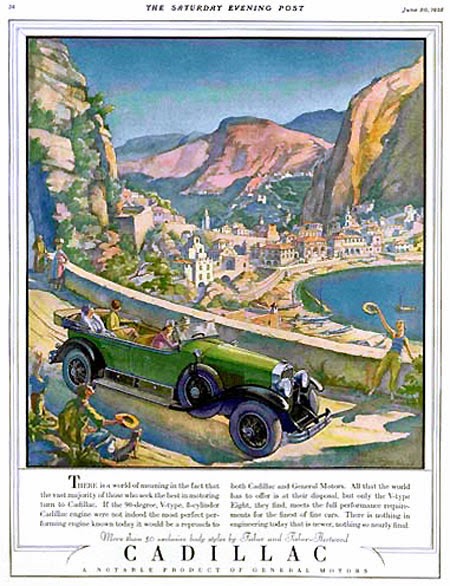 24
THE SATURDAY EVENING POST
June 30, 1928
THERE is a world of meaning in the fact that
the vast majority of those who seek the best in motoring
turn to Cadillac. If the 90-degree, V-type, 8-cylinder
Cadillac engine were not indeed the most perfect per-
forming engine known today it would be a reproach to
both Cadillac and General Motors. All that the world
has to offer is at their disposal, but only the V-type
Eight, they find, meets the full performance require-
ments for the finest of fine cars. There is nothing in
engineering today that is newer, nothing so nearly final.
More than 50 exclusive body styles by Fisher and Fisher-Fleetwood
CADILLAC
A NOTABLE PRODUCT OF GENERAL MOTORS